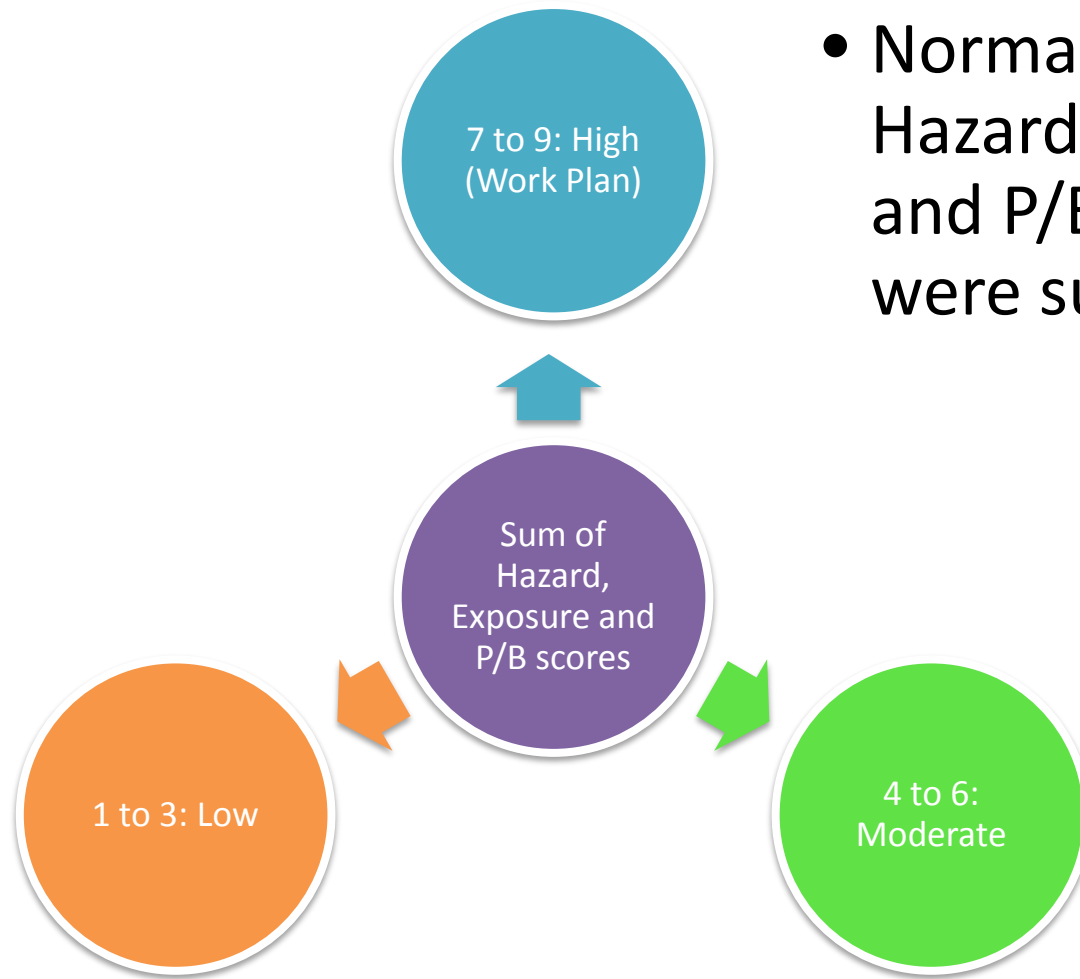 • Norma
Hazard
and P/
were su
7 to 9: High
(Work Plan)
Sum of
Hazard,
Exposure and
P/B scores
1 to 3: Low
4 to 6:
Moderate